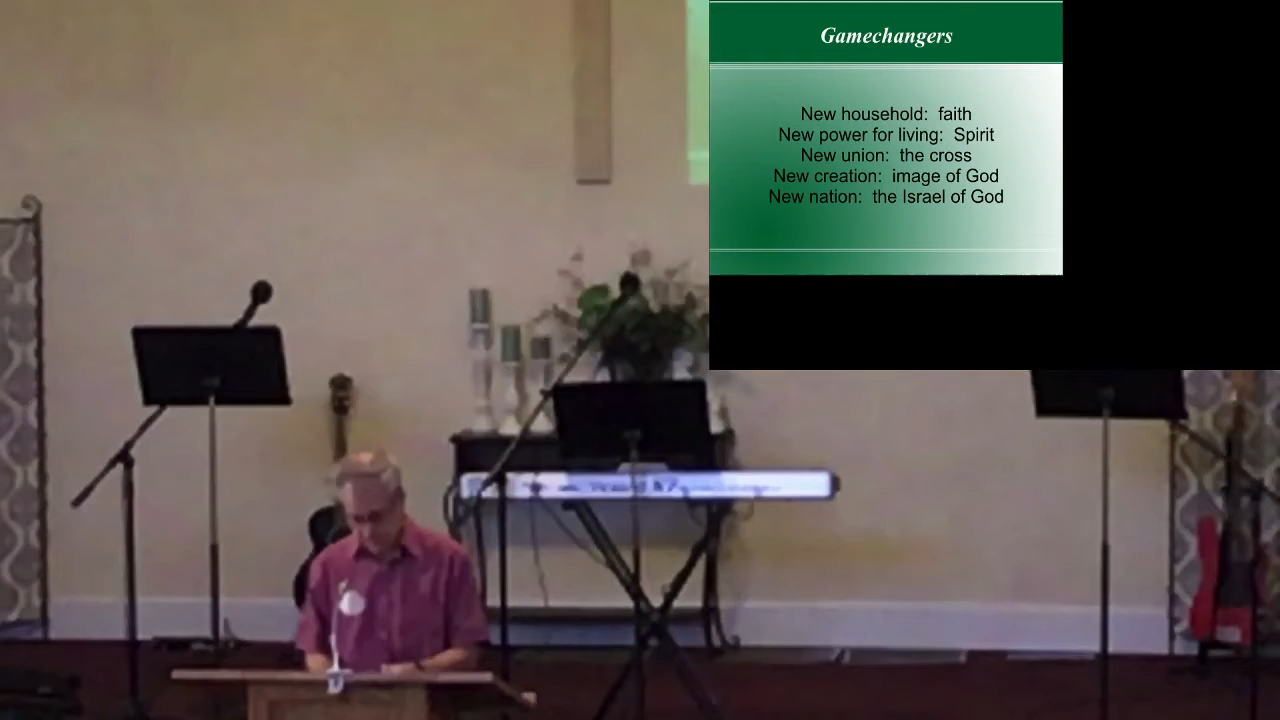 Gamechangers
New household: faith
New power for living: Spirit
New union: the cross
New creation: image of God
New nation: the Israel of God